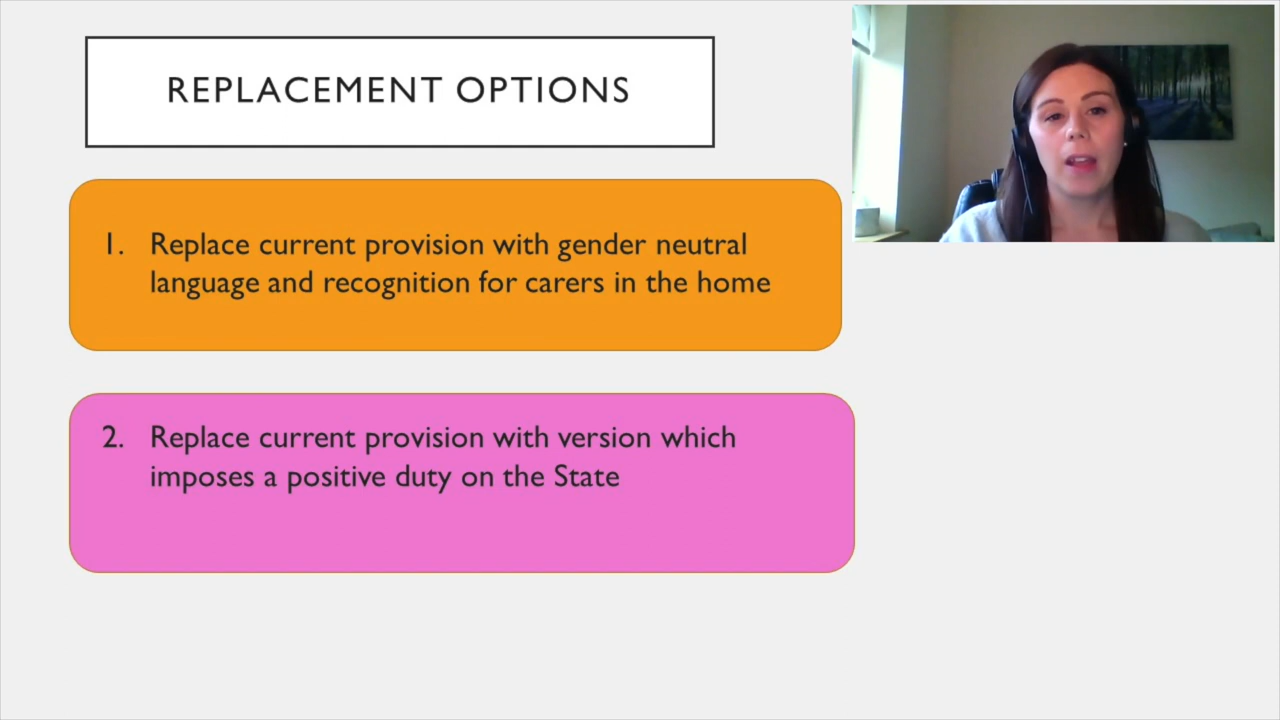 REPLACEMENT OPTIONS
1. Replace current provision with gender neutral
language and recognition for carers in the home
2. Replace current provision with version which
imposes a positive duty on the State